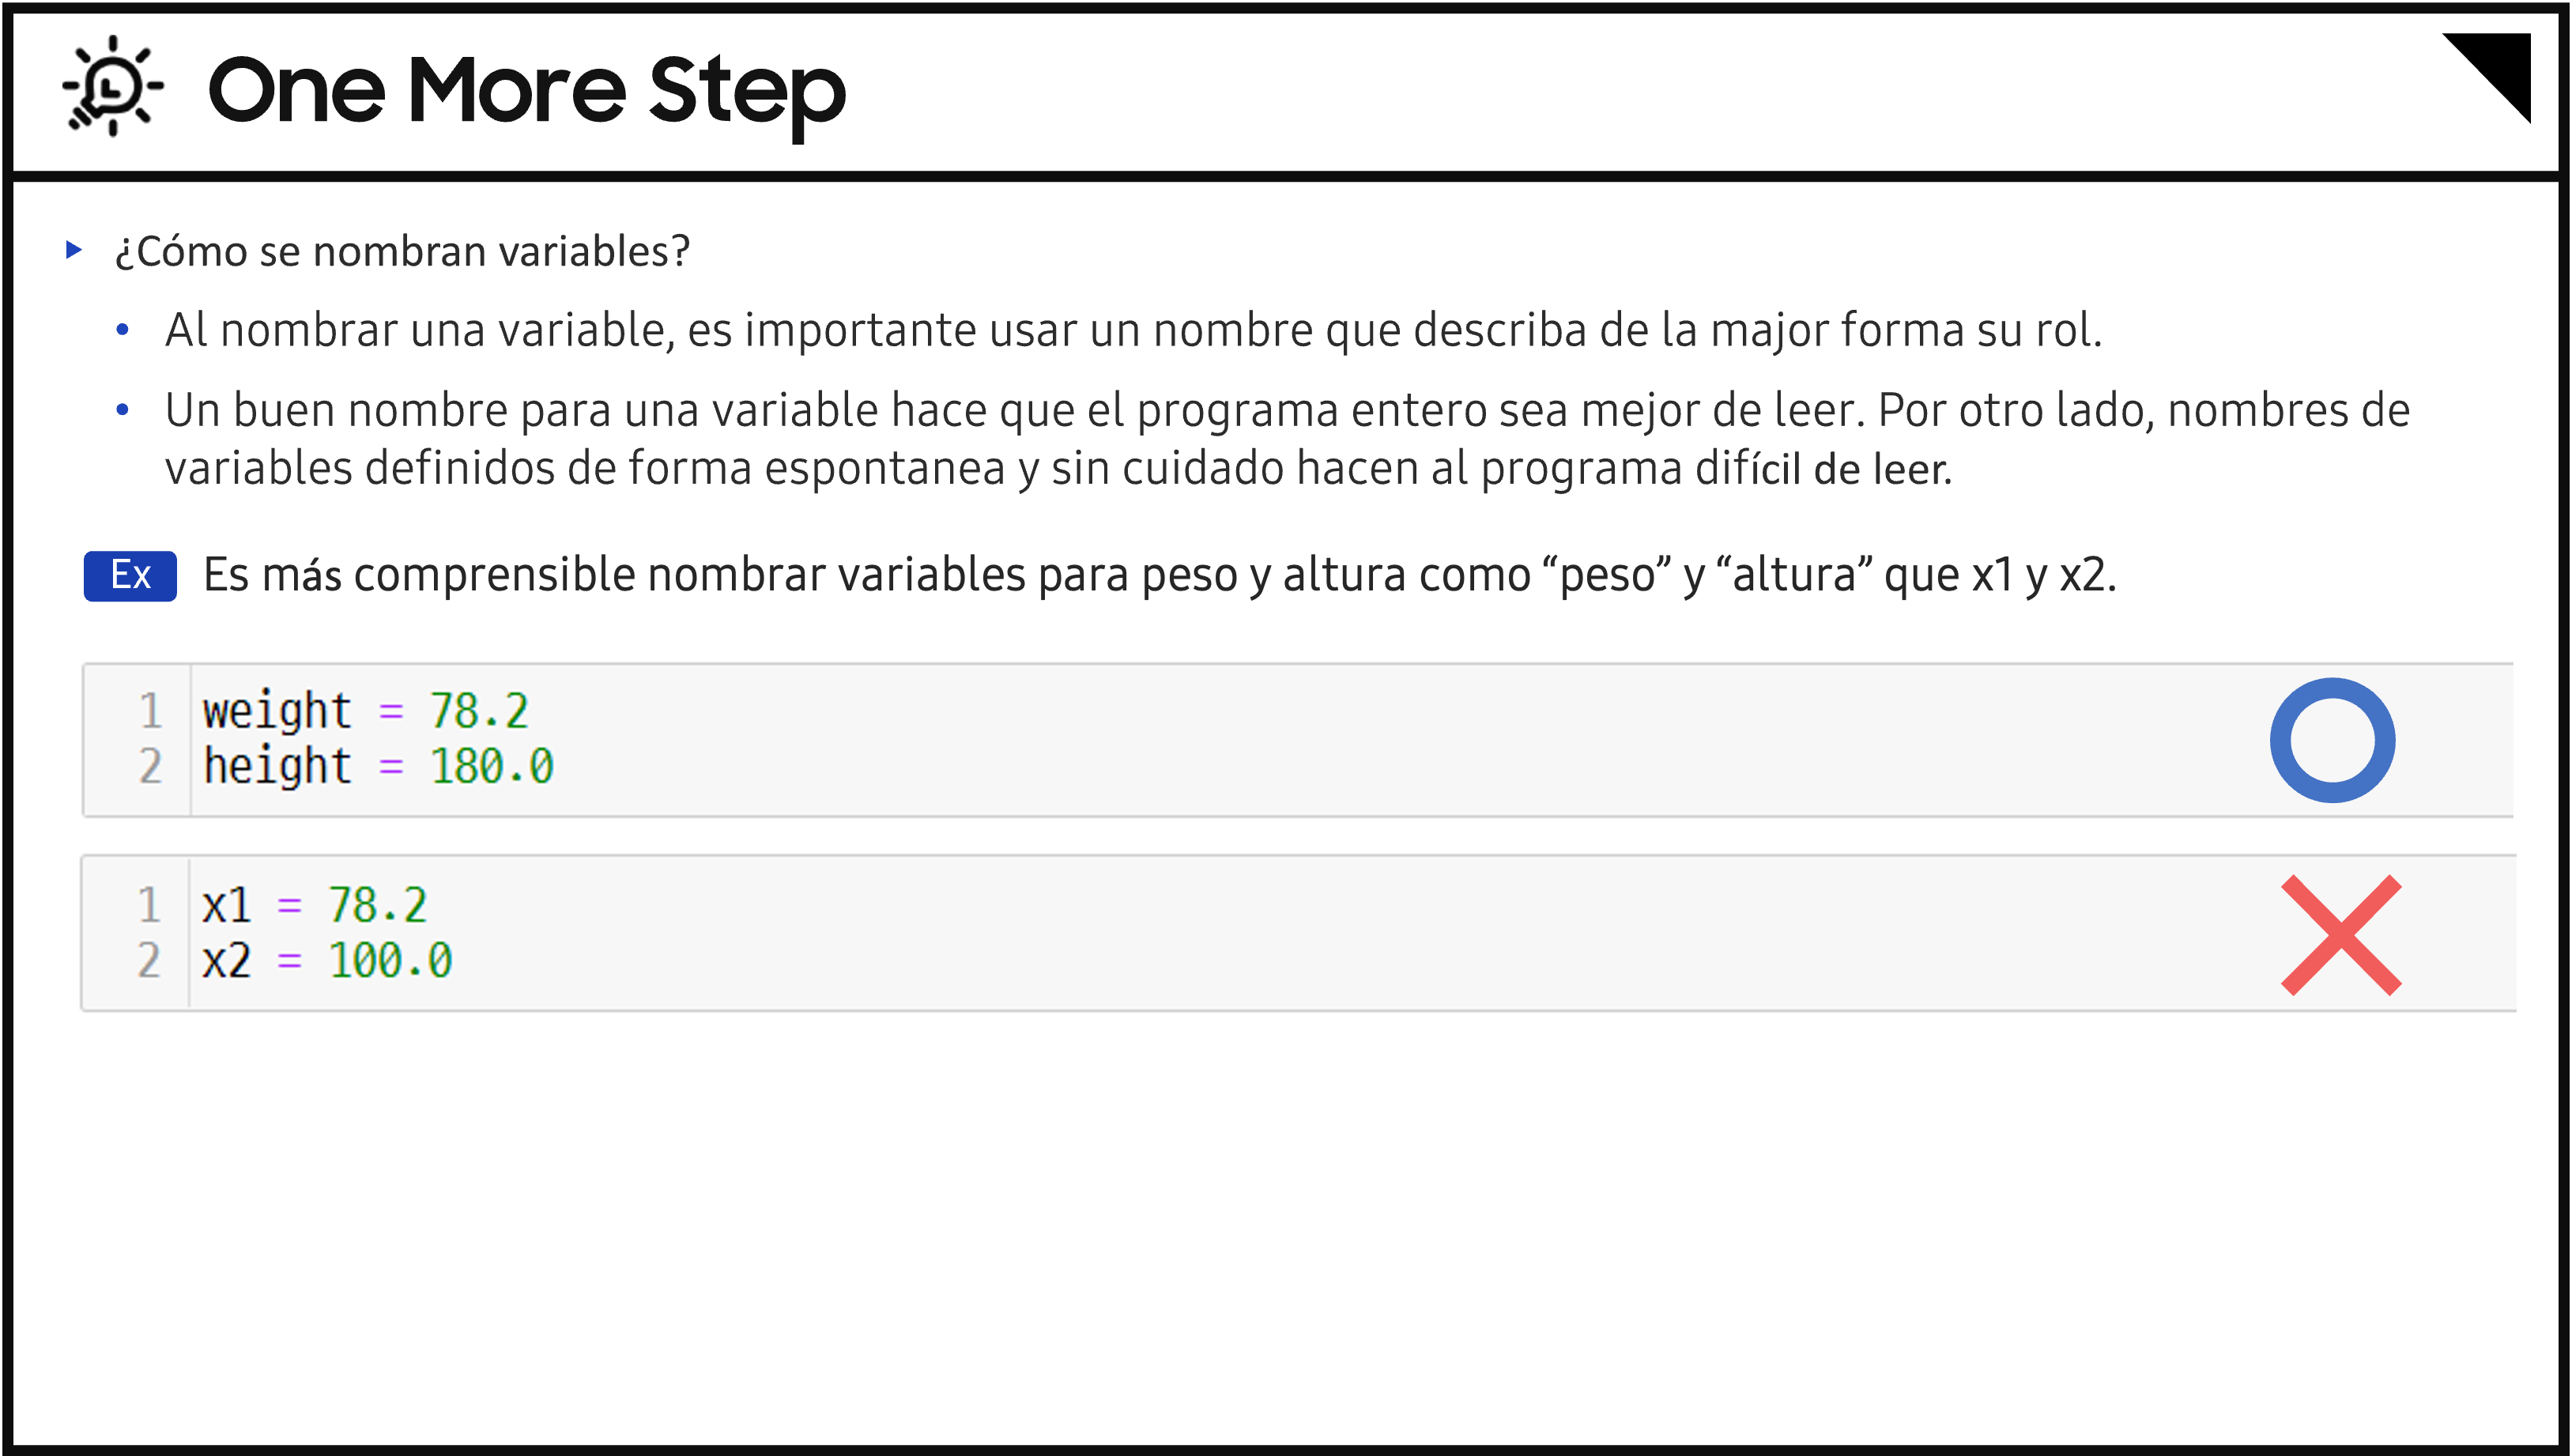 One More Step
¿Cómo se nombran variables?
Al nombrar una variable, es importante usar un nombre que describa de la major forma su rol.
Un buen nombre para una variable hace que el programa entero sea mejor de leer. Por otro lado, nombres de
variables definidos de forma espontanea y sin cuidado hacen al programa difícil de leer.
Ex Es más comprensible nombrar variables para peso y altura como “peso” y “altura” que x1 y x2.
1 weight = 78.2
2 height = 180.0
1 x1 = 78.2
2 x2 = 100.0